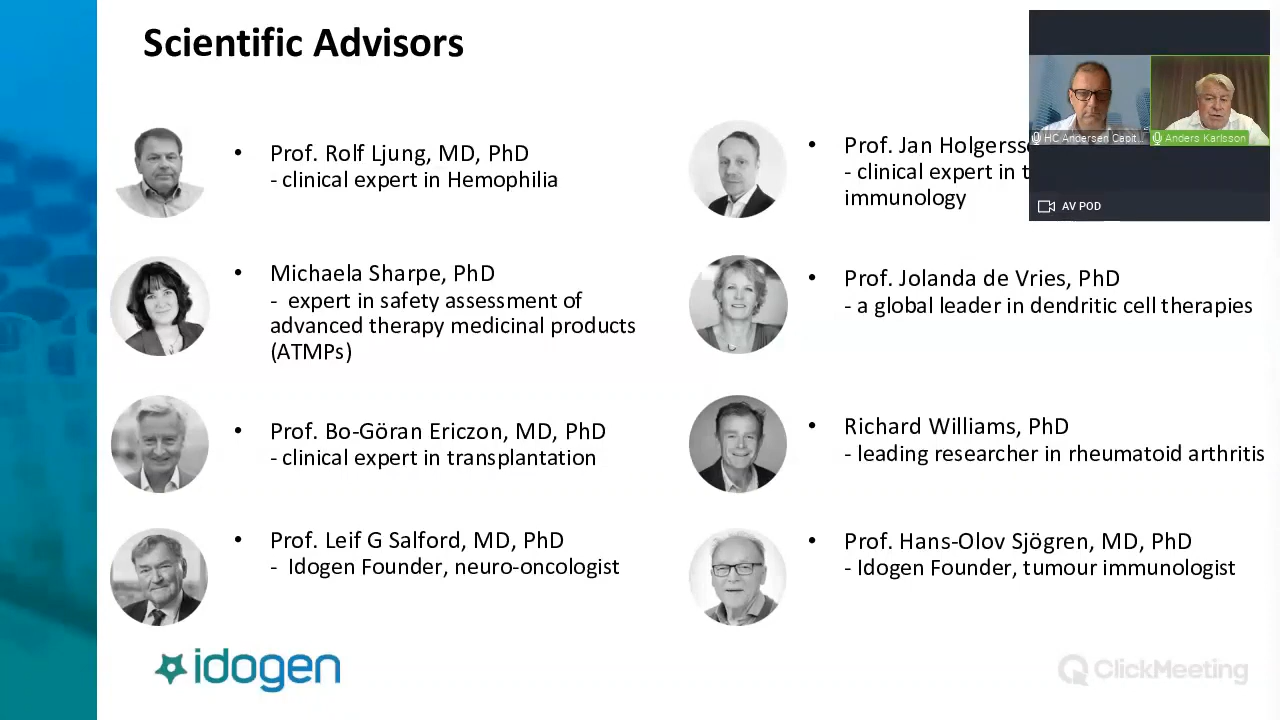 Scientific Advisors
• Prof. Rolf Ljung, MD, PhD
- clinical expert in Hemophilia
• Michaela Sharpe, PhD
- expert in safety assessment of
advanced therapy medicinal products
(ATMPs)
• Prof. Bo-Göran Ericzon, MD, PhD
- clinical expert in transplantation
• Prof. Leif G Salford, MD, PhD
- Idogen Founder, neuro-oncologist
• Prof. Jan
- clinical expert in
immunology
• Prof. Jolanda de Vries, PhD
- a global leader in dendritic cell therapies
• Richard Williams, PhD
- leading researcher in rheumatoid arthritis
• Prof. Hans-Olov Sjögren, MD, PhD
- Idogen Founder, tumour immunologist
HC Andersen Capit...
Anders Karlsson
AV POD
idogen
ClickMeeting